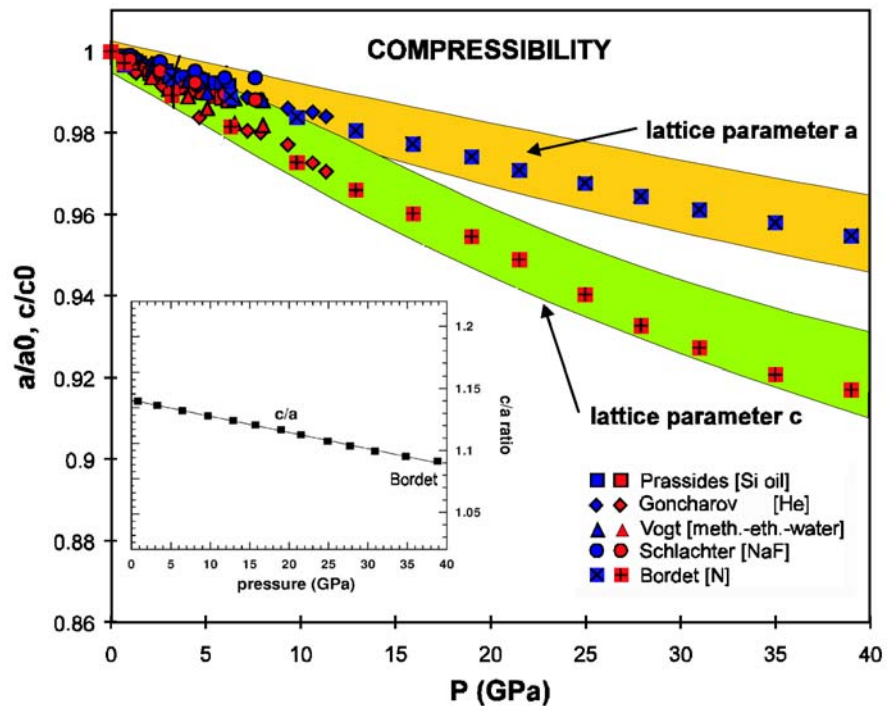 COMPRESSIBILITY
a/a0, c/c0
1
0.98
0.96
0.94
0.92
0.9
0.88
0.86
lattice parameter a
lattice parameter c
c/a
Bordet
1.2
1.15
1.1
1.05
c/a ratio
0 5 10 15 20 25 30 35 40
pressure (GPa)
Prassides [Si oil]
Goncharov [He]
Vogt [meth.-eth.-water]
Schlachter [NaF]
Bordet [N]
0 5 10 15 20 25 30 35 40
P (GPa)